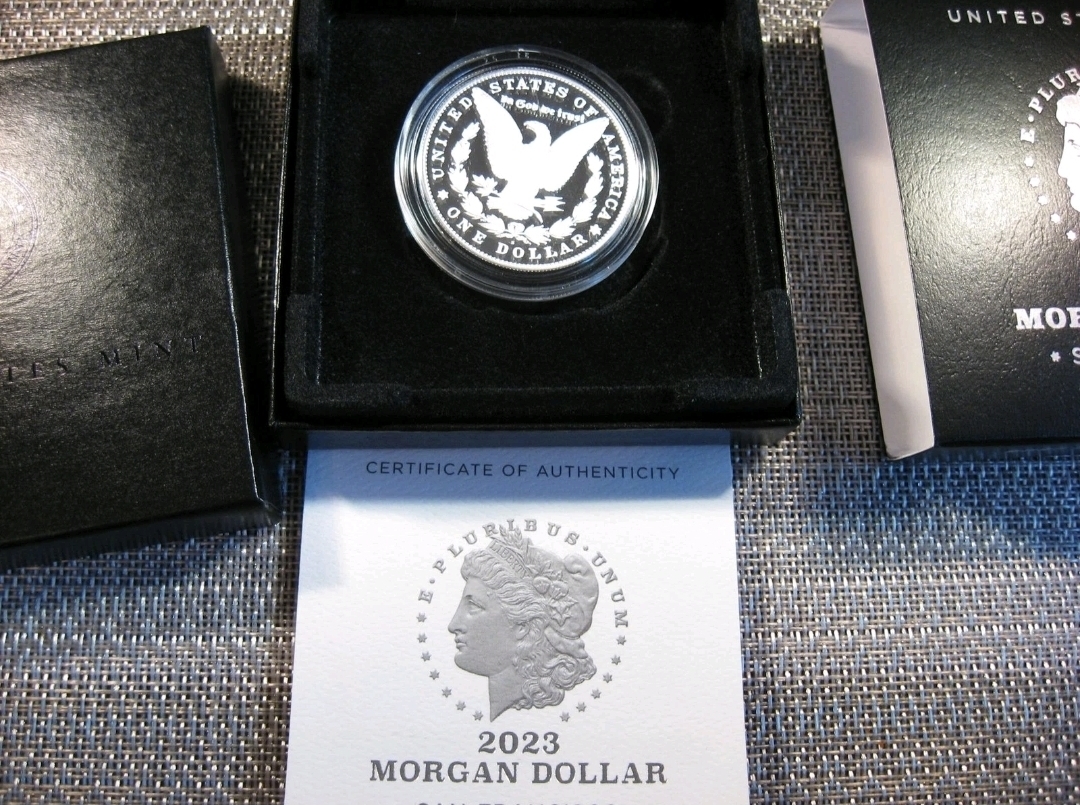 UNITED STATES OF AMERICA
In God we trust
* ONE DOLLAR *
UNITED
MINT
CERTIFICATE OF AUTHENTICITY
E·PLURIBUS·UNUM
2023
MORGAN DOLLAR